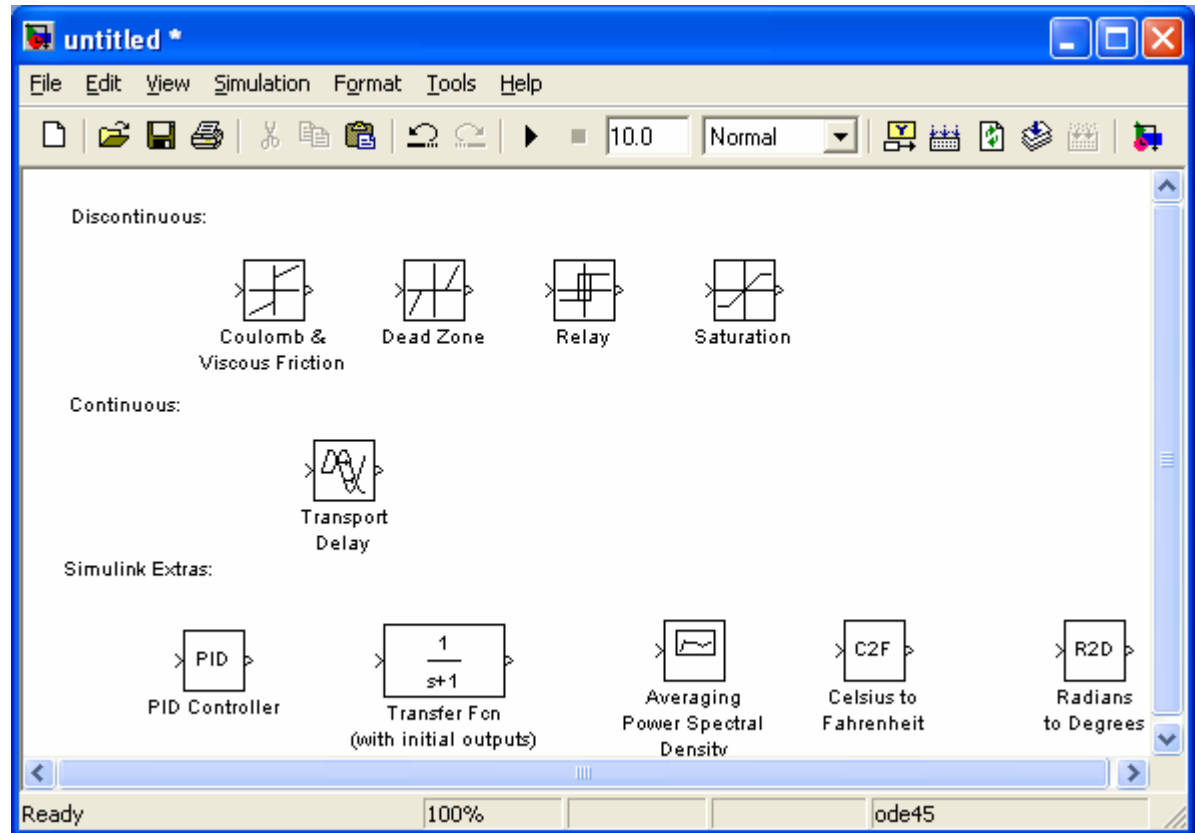 untitled *
File Edit View Simulation Format Tools Help
10.0 Normal
Discontinuous:
Coulomb &
Viscous Friction
Dead Zone
Relay
Saturation
Continuous:
Transport
Delay
Simulink Extras:
PID
PID Controller
1
s+1
Transfer Fcn
(with initial outputs)
Averaging
Power Spectral
Density
C2F
Celsius to
Fahrenheit
R2D
Radians
to Degrees
Ready 100% ode45